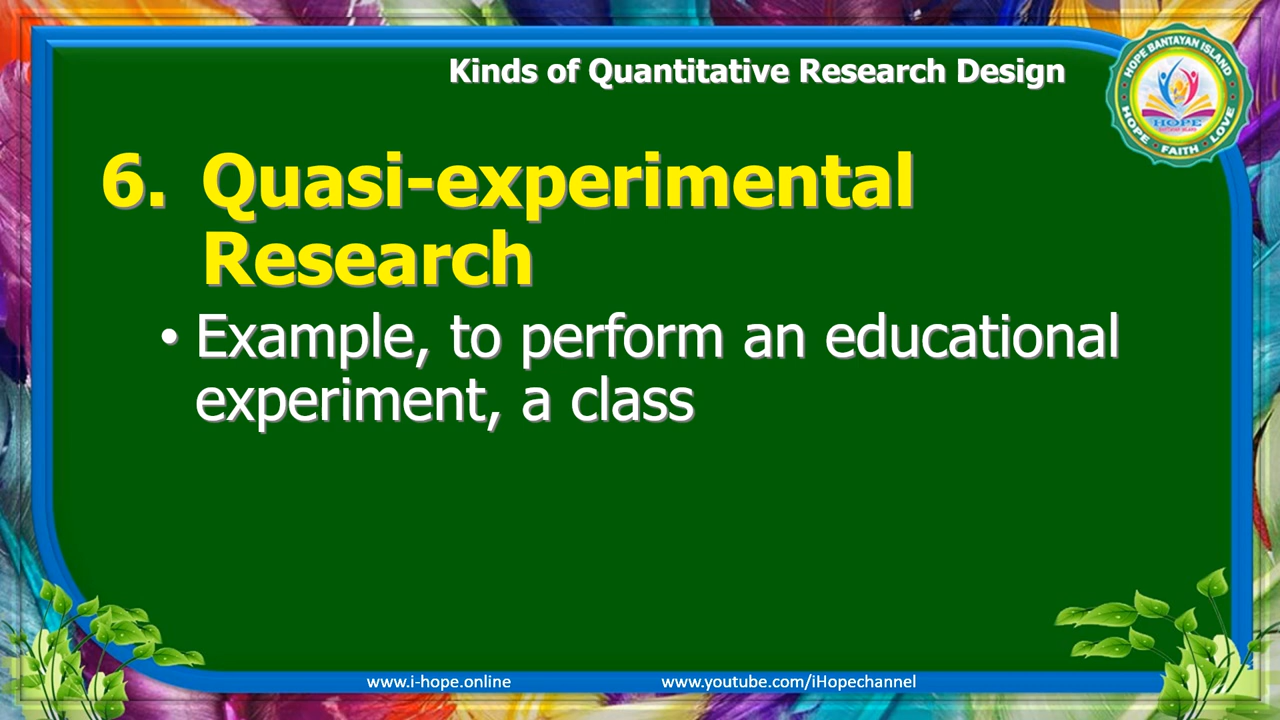 Kinds of Quantitative Research Design
HOPE BANTAYAN ISLAND
HOPE
HOPE • FAITH • LOVE
6. Quasi-experimental
Research
• Example, to perform an educational
experiment, a class
www.i-hope.online
www.youtube.com/iHopechannel